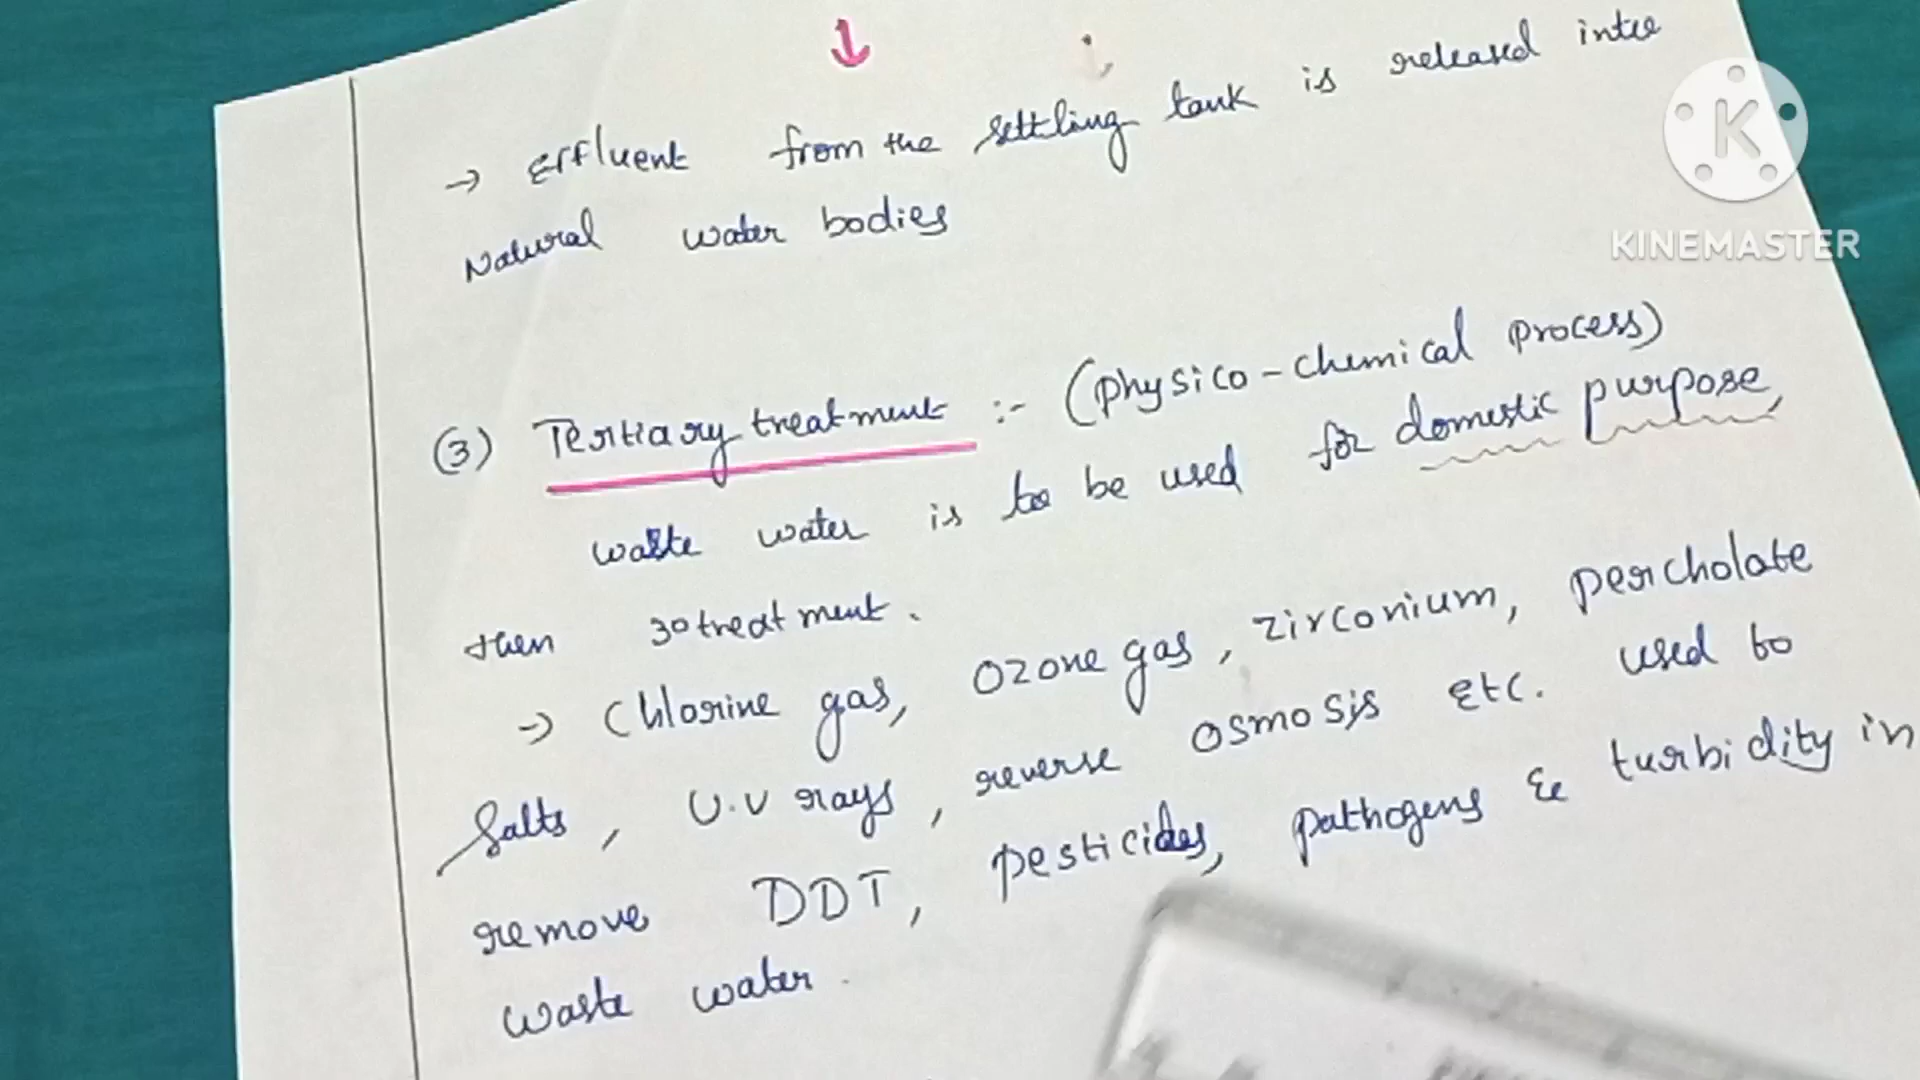 → Effluent from the settling tank is released into
Natural water bodies
KINEMASTER
(3) Tertiary treatment :- (physico-chemical process)
waste water is to be used for domestic purpose,
then 3° treatment.
→ Chlorine gas, Ozone gas, zirconium, percholate
Salts, U.V rays, reverse osmosis etc. used to
remove DDT, pesticides, pathogens & turbidity in
waste water.